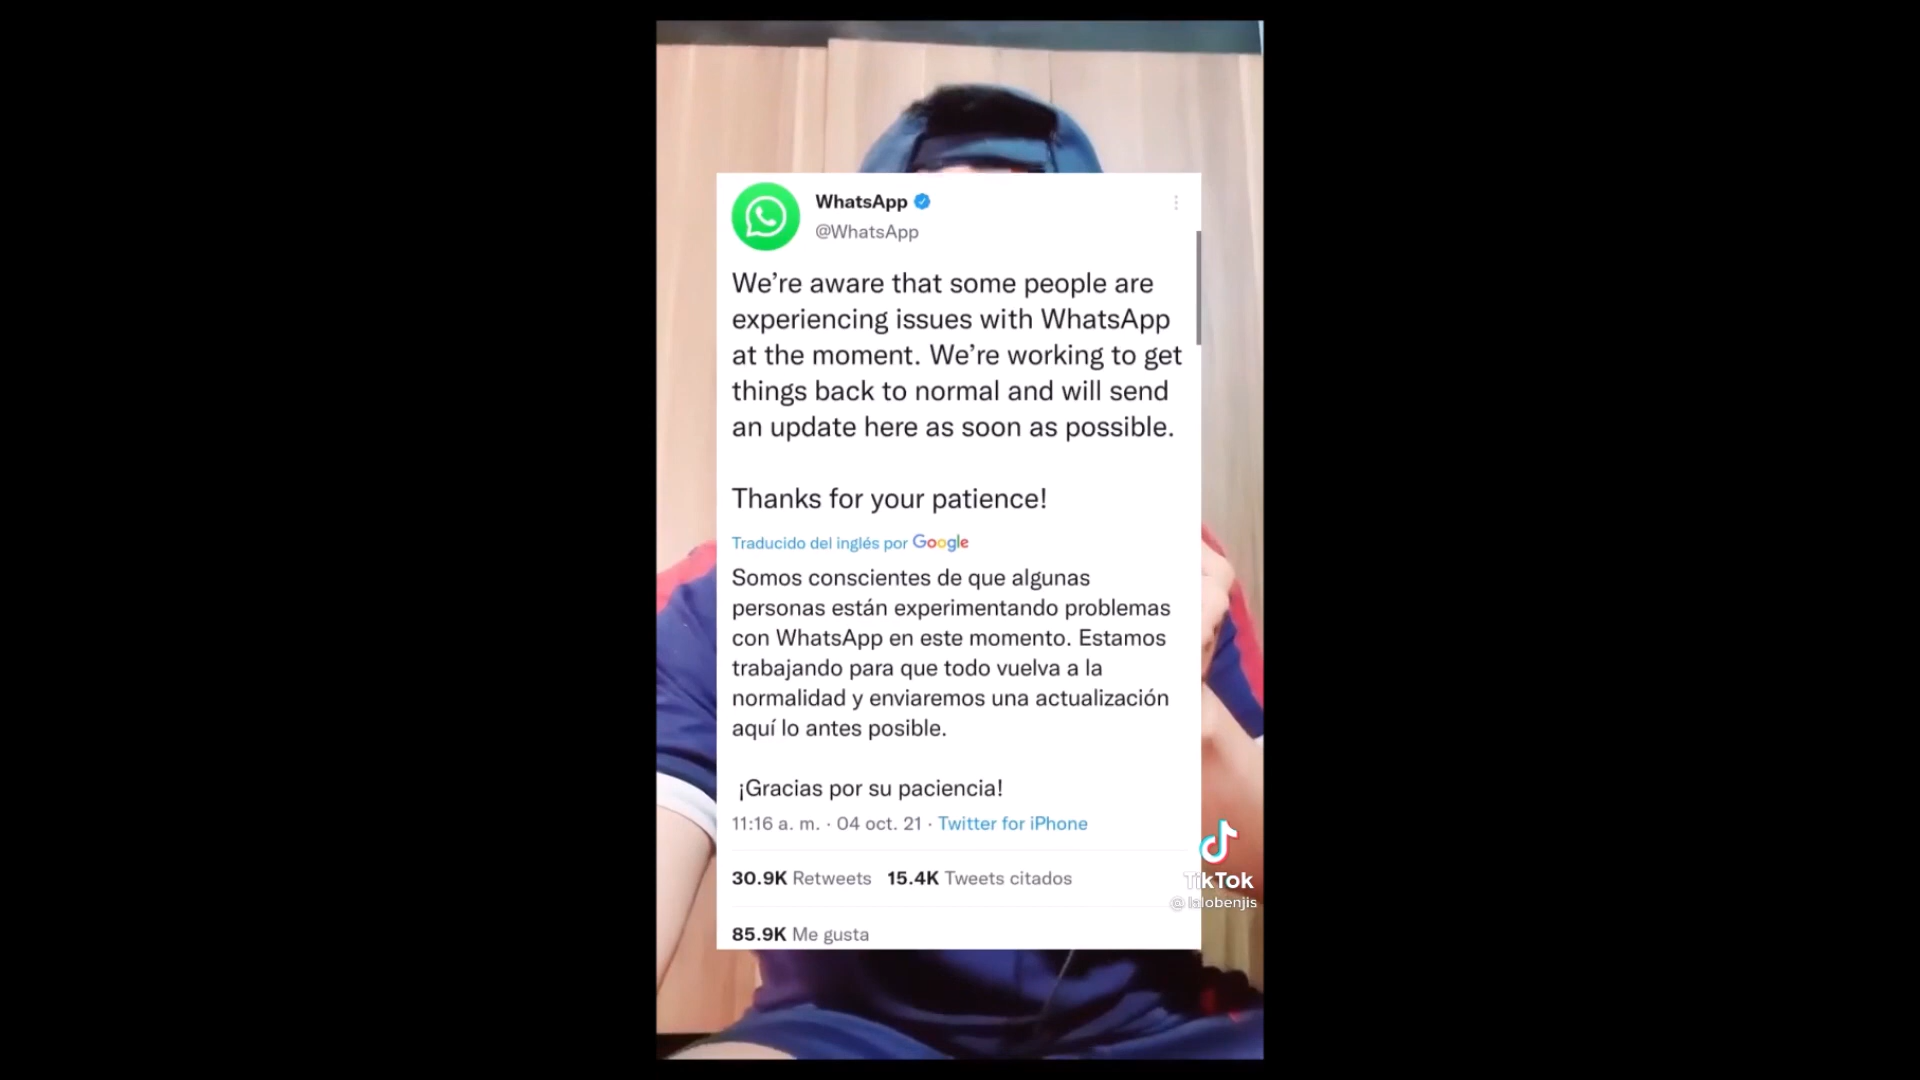 WhatsApp
@WhatsApp
We’re aware that some people are
experiencing issues with WhatsApp
at the moment. We’re working to get
things back to normal and will send
an update here as soon as possible.
Thanks for your patience!
Traducido del inglés por Google
Somos conscientes de que algunas
personas están experimentando problemas
con WhatsApp en este momento. Estamos
trabajando para que todo vuelva a la
normalidad y enviaremos una actualización
aquí lo antes posible.
¡Gracias por su paciencia!
11:16 a. m. · 04 oct. 21 · Twitter for iPhone
30.9K Retweets 15.4K Tweets citados
85.9K Me gusta
TikTok
@lalobenjis